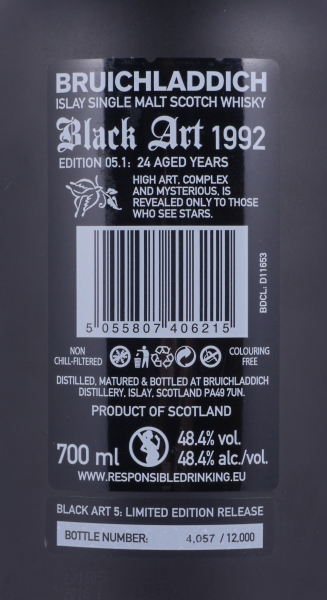 BRUICHLADDICH
ISLAY SINGLE MALT SCOTCH WHISKY
Black Art 1992
EDITION 05.1: 24 AGED YEARS
HIGH ART, COMPLEX
AND MYSTERIOUS, IS
REVEALED ONLY TO THOSE
WHO SEE STARS.
5 055807 406215
BDCL: D11653
NON
CHILL-FILTERED
COLOURING
FREE
DISTILLED, MATURED & BOTTLED AT BRUICHLADDICH
DISTILLERY, ISLAY, SCOTLAND PA49 7UN.
PRODUCT OF SCOTLAND
700 ml
48.4% vol.
48.4% alc./vol.
WWW.RESPONSIBLEDRINKING.EU
BLACK ART 5: LIMITED EDITION RELEASE
BOTTLE NUMBER: 4,057 / 12,000